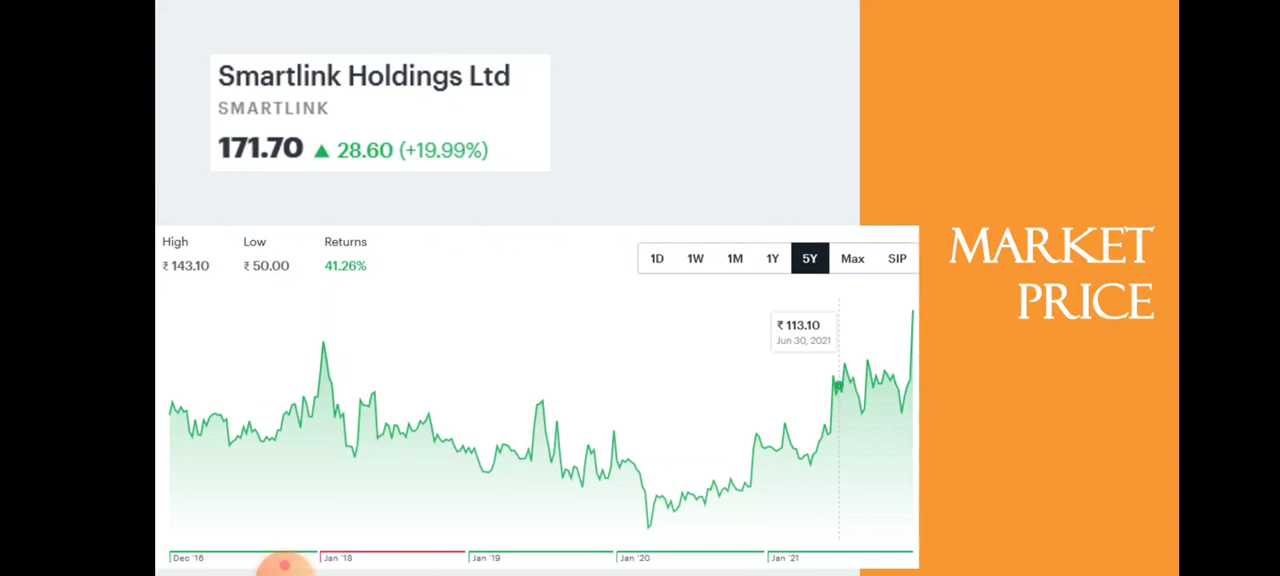 Smartlink Holdings Ltd
SMARTLINK
171.70 ▲ 28.60 (+19.99%)
High Low Returns
₹ 143.10 ₹ 50.00 41.26%
1D 1W 1M 1Y 5Y Max SIP
MARKET
PRICE
₹ 113.10
Jun 30, 2021
Dec '16 Jan '18 Jan '19 Jan '20 Jan '21